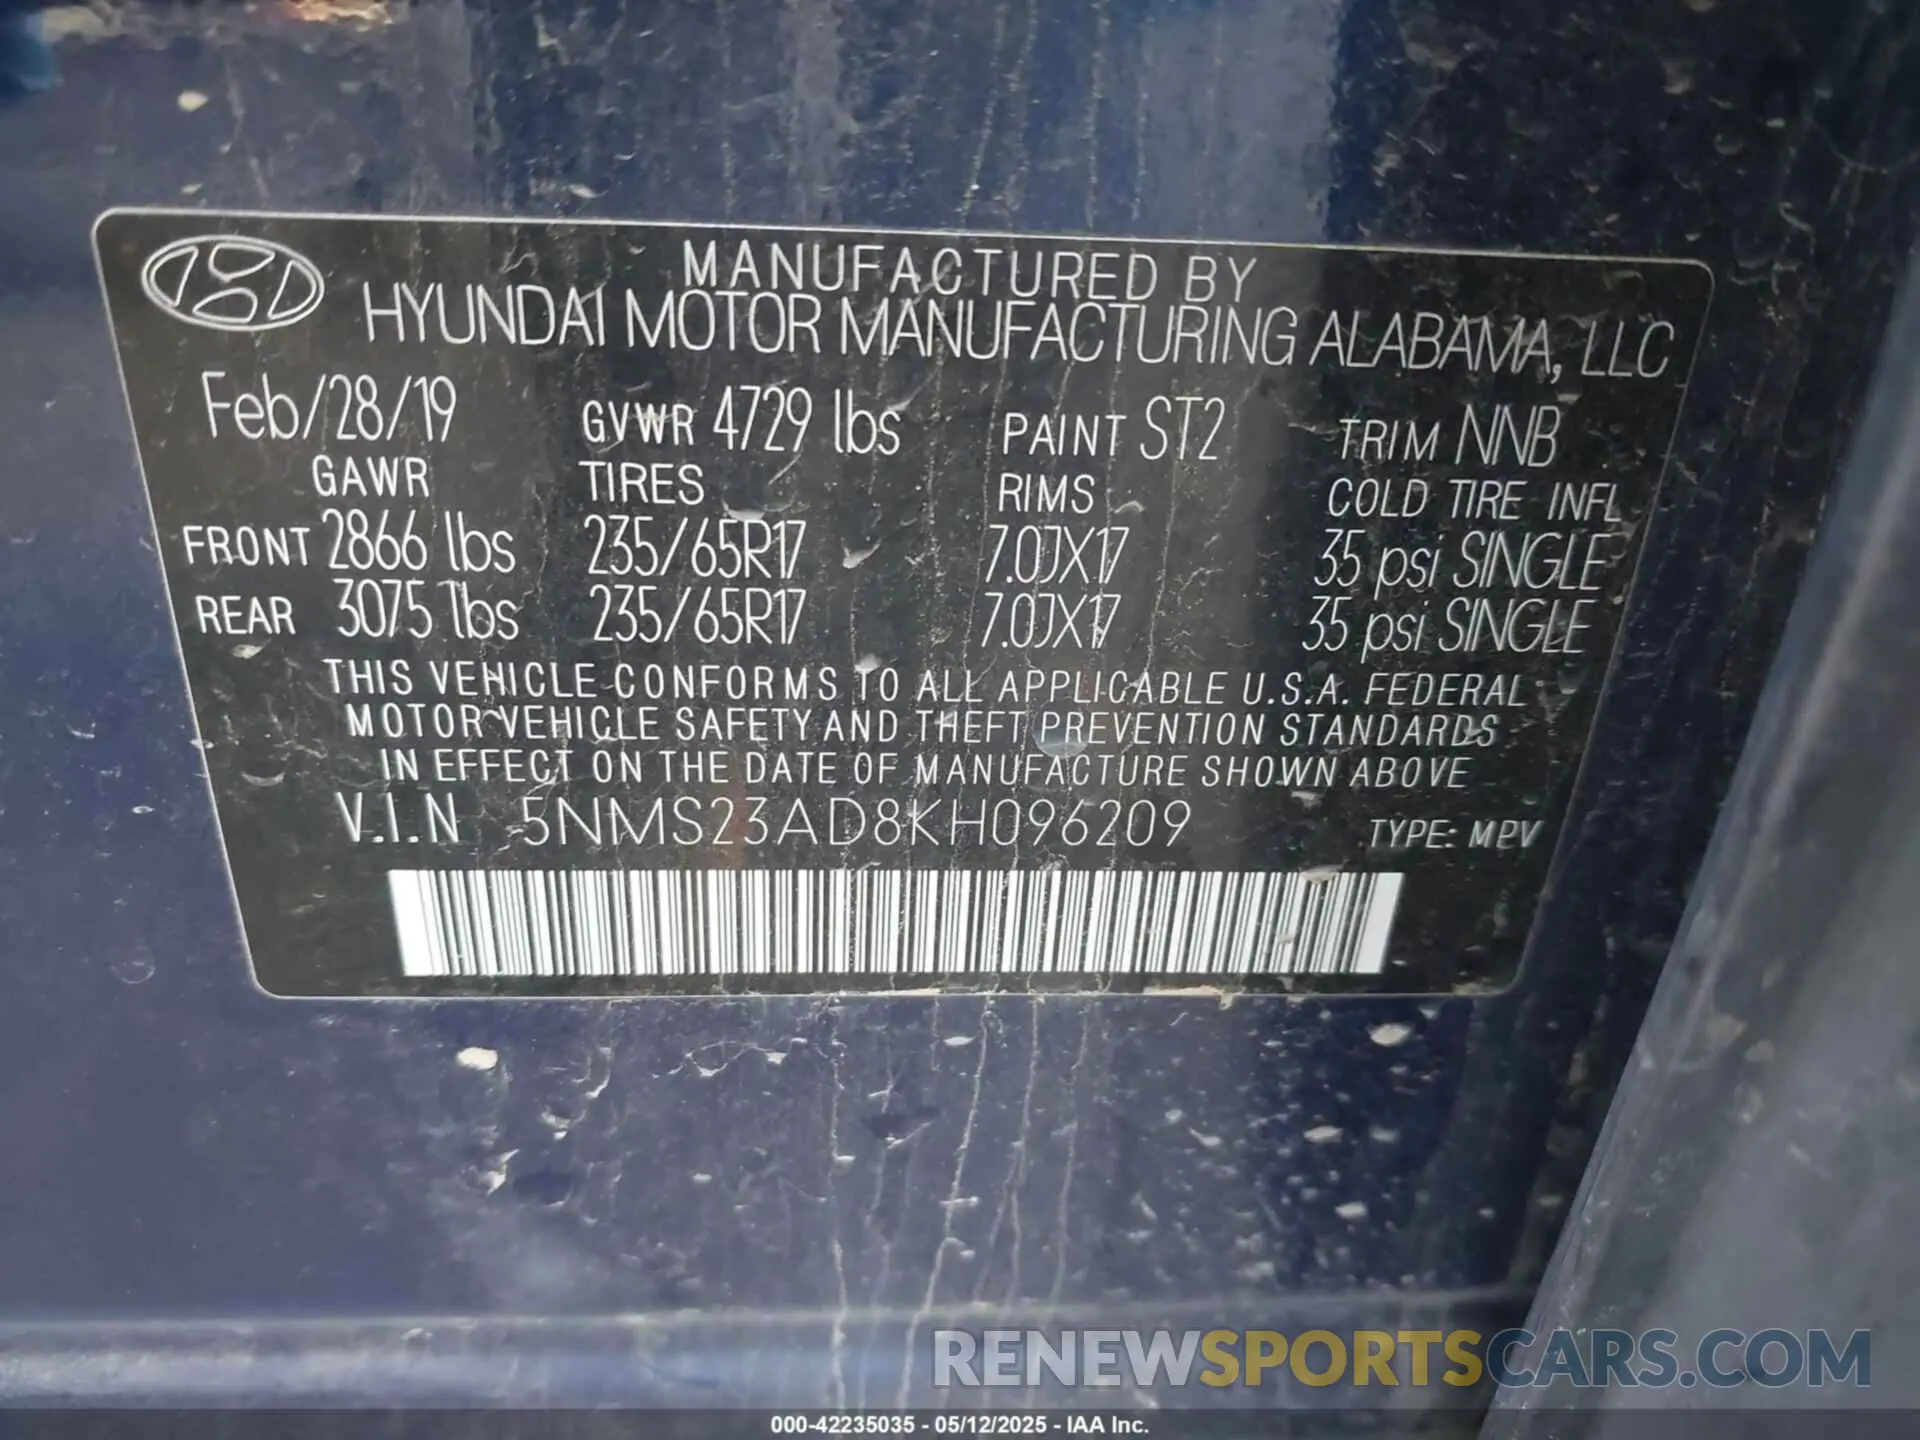 MANUFACTURED BY
HYUNDAI MOTOR MANUFACTURING ALABAMA, LLC
Feb/28/19 GVWR 4729 lbs PAINT ST2 TRIM NNB
GAWR TIRES RIMS COLD TIRE INFL
FRONT 2866 lbs 235/65R17 7.0JX17 35 psi SINGLE
REAR 3075 lbs 235/65R17 7.0JX17 35 psi SINGLE
THIS VEHICLE CONFORMS TO ALL APPLICABLE U.S.A. FEDERAL
MOTOR VEHICLE SAFETY AND THEFT PREVENTION STANDARDS
IN EFFECT ON THE DATE OF MANUFACTURE SHOWN ABOVE
V.I.N 5NMS23AD8KH096209 TYPE: MPV
RENEWSPORTSCARS.COM
000-42235035 - 05/12/2025 - IAA Inc.